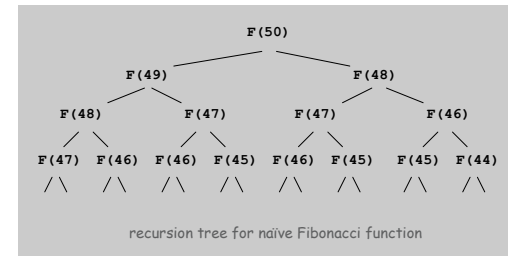 F(50)
F(49) F(48)
F(48) F(47) F(47) F(46)
F(47) F(46) F(46) F(45) F(46) F(45) F(45) F(44)
recursion tree for naïve Fibonacci function